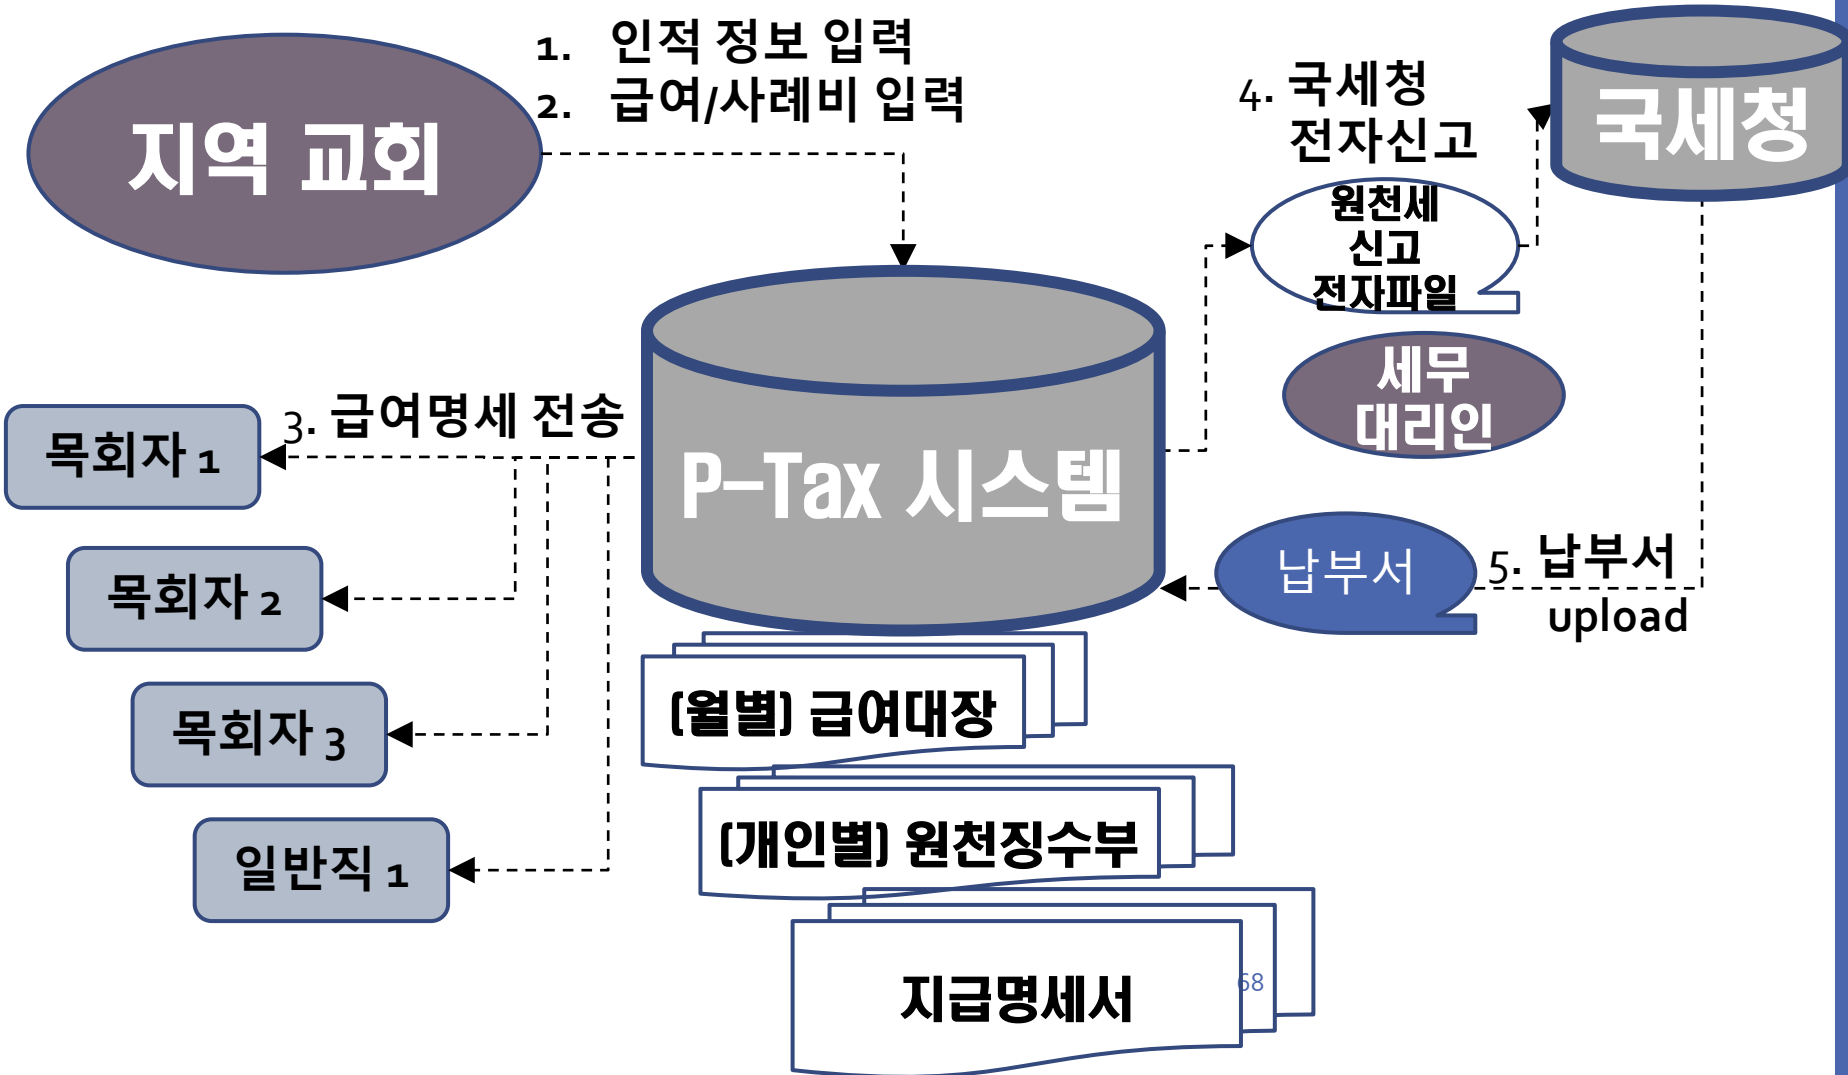 1. 인적 정보 입력
2. 급여/사례비 입력
지역 교회
4. 국세청
전자신고
국세청
원천세
신고
전자파일
세무
대리인
3. 급여명세 전송
P-Tax 시스템
목회자 1
목회자 2
목회자 3
일반직 1
납부서
5. 납부서
upload
(월별) 급여대장
(개인별) 원천징수부
지급명세서
68